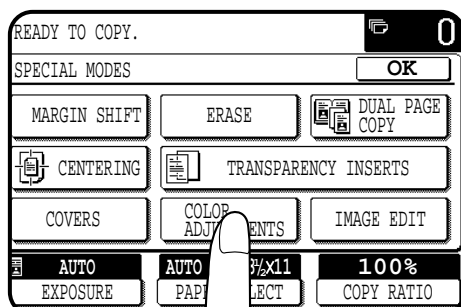 READY TO COPY.
0
SPECIAL MODES
OK
MARGIN SHIFT
ERASE
DUAL PAGE
COPY
CENTERING
TRANSPARENCY INSERTS
COVERS
COLOR
IMAGE EDIT
AUTO
AUTO
x11
100%
EXPOSURE
COPY RATIO